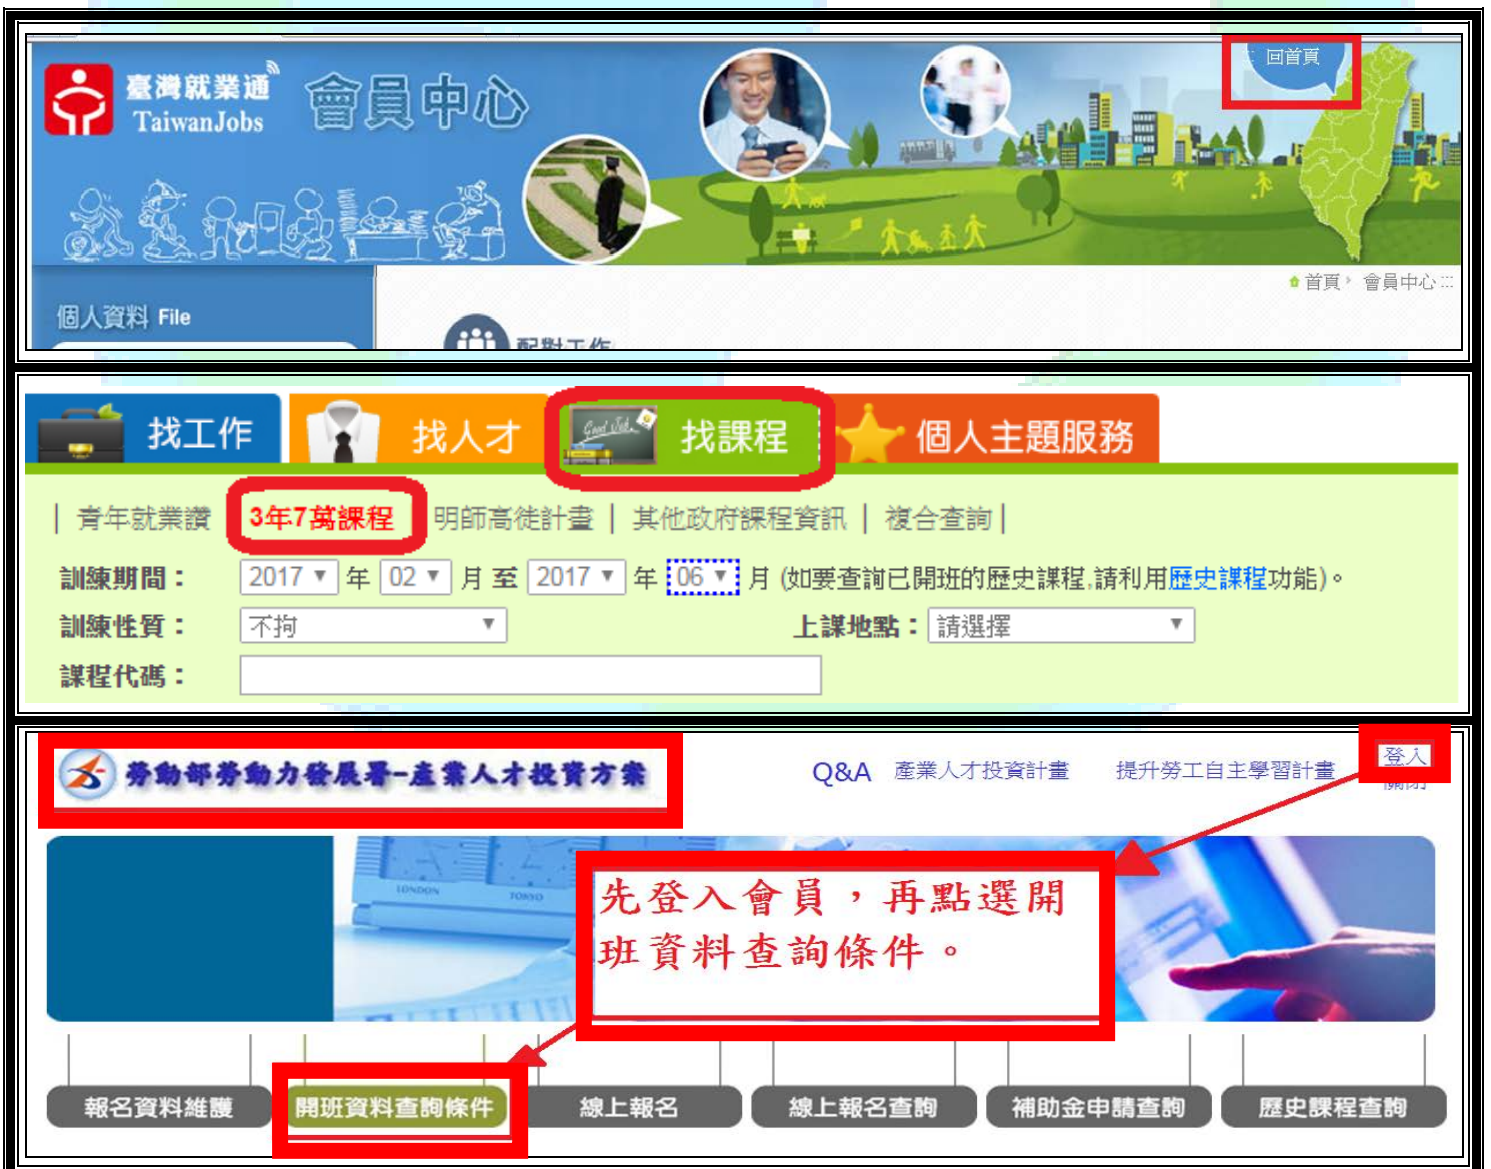 臺灣就業通
TaiwanJobs
會員中心
回首頁
首頁 會員中心 :::
個人資料 File
配對工作
找工作
找人才
Good Job
找課程
個人主題服務
| 青年就業讚 3年7萬課程 明師高徒計畫 | 其他政府課程資訊 | 複合查詢 |
訓練期間： 2017 ▼ 年 02 ▼ 月 至 2017 ▼ 年 06 ▼ 月 (如要查詢已開班的歷史課程,請利用歷史課程功能)。
訓練性質： 不拘 ▼ 上課地點： 請選擇 ▼
課程代碼：
勞動部勞動力發展署-產業人才投資方案
Q&A 產業人才投資計畫 提升勞工自主學習計畫 登入
關閉
LONDON TOKYO
先登入會員，再點選開
班資料查詢條件。
報名資料維護 開班資料查詢條件 線上報名 線上報名查詢 補助金申請查詢 歷史課程查詢